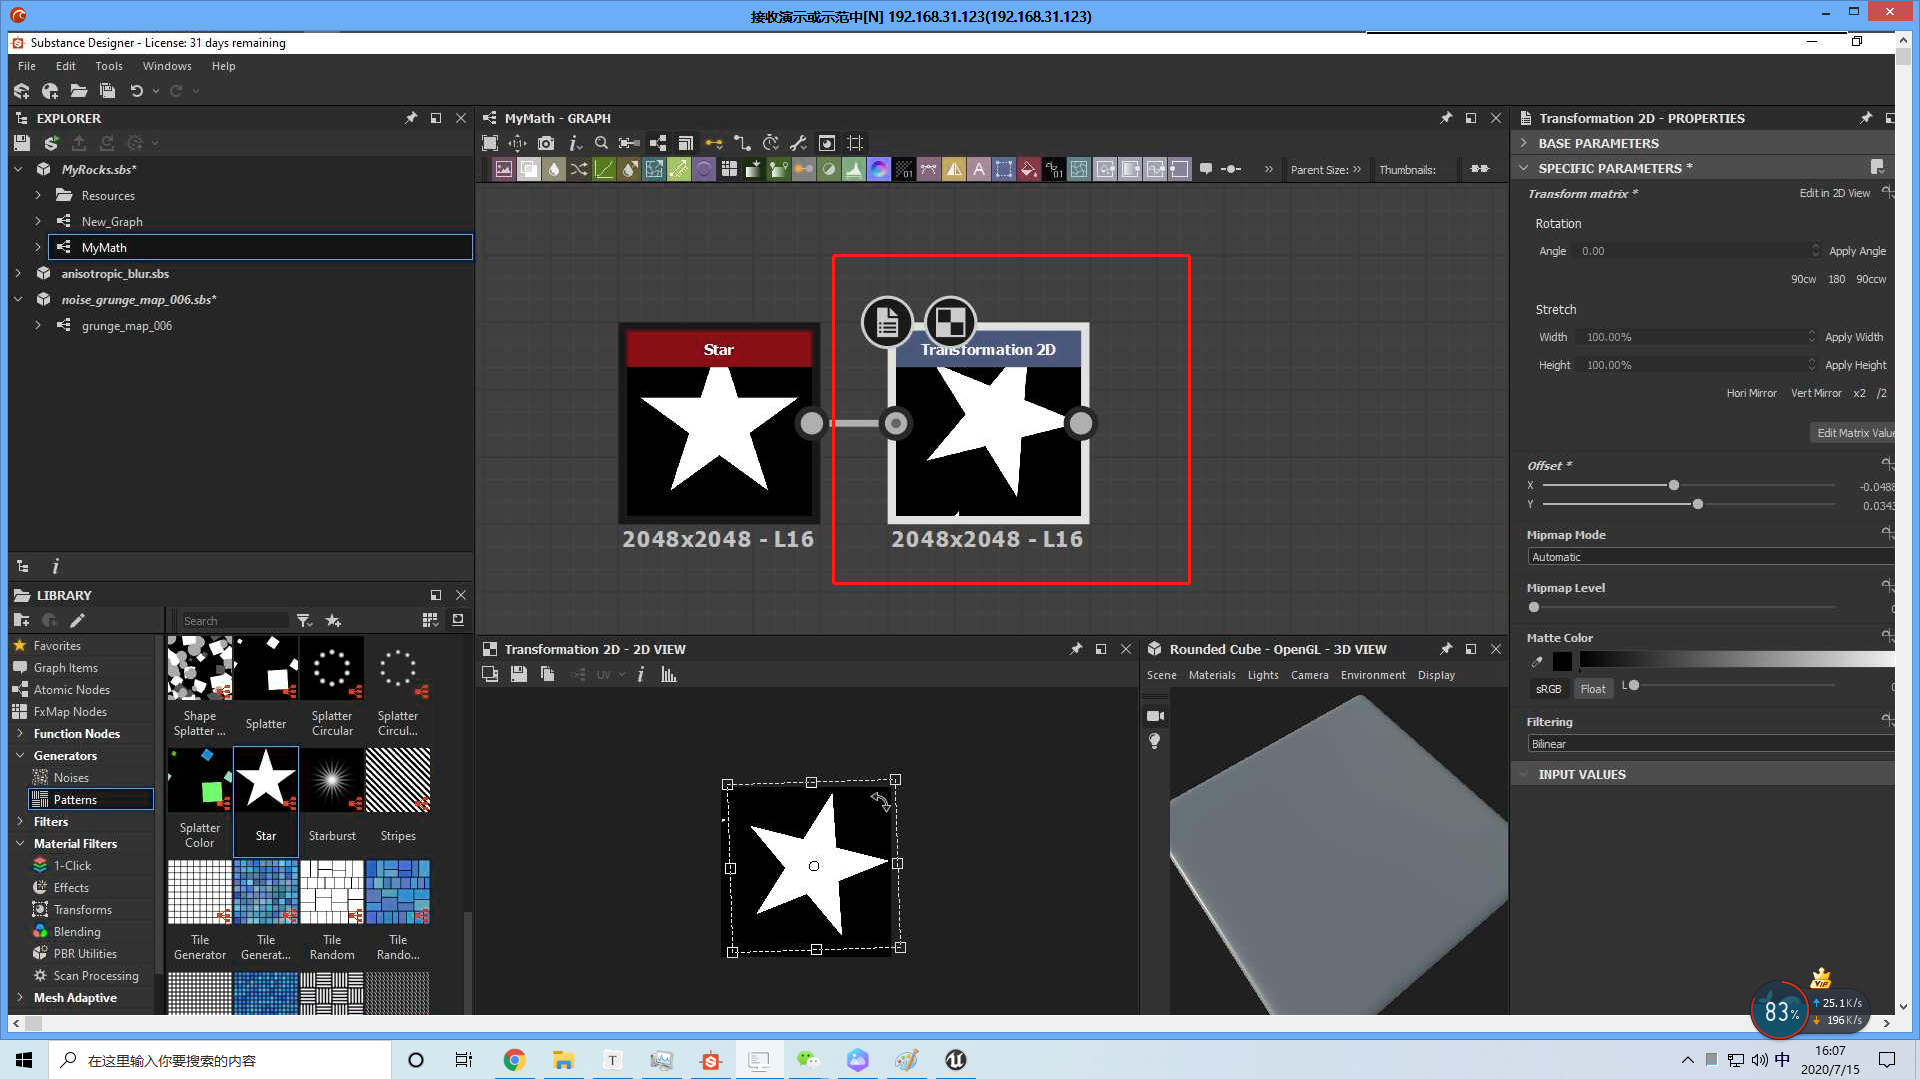 接收演示或示范中[N] 192.168.31.123(192.168.31.123)
Substance Designer - License: 31 days remaining
File Edit Tools Windows Help
EXPLORER
MyRocks.sbs*
Resources
New_Graph
MyMath
anisotropic_blur.sbs
noise_grunge_map_006.sbs*
grunge_map_006
MyMath - GRAPH
Parent Size: »
Thumbnails:
Star
2048x2048 - L16
Transformation 2D
2048x2048 - L16
LIBRARY
Search
Favorites
Graph Items
Atomic Nodes
FxMap Nodes
Function Nodes
Generators
Noises
Patterns
Filters
Material Filters
1-Click
Effects
Transforms
Blending
PBR Utilities
Scan Processing
Mesh Adaptive
Shape Splatter ...
Splatter
Splatter Circular
Splatter Circul...
Splatter Color
Star
Starburst
Stripes
Tile Generator
Tile Generat...
Tile Random
Tile Rando...
Transformation 2D - 2D VIEW
UV
Rounded Cube - OpenGL - 3D VIEW
Scene Materials Lights Camera Environment Display
Transformation 2D - PROPERTIES
BASE PARAMETERS
SPECIFIC PARAMETERS *
Transform matrix *
Edit in 2D View
Rotation
Angle 0.00 Apply Angle
90cw 180 90ccw
Stretch
Width 100.00% Apply Width
Height 100.00% Apply Height
Hori Mirror Vert Mirror x2 /2
Edit Matrix Value
Offset *
X -0.0488
Y 0.0343
Mipmap Mode
Automatic
Mipmap Level
Matte Color
sRGB Float L
Filtering
Bilinear
INPUT VALUES
VIP
83%
25.1K/s
196K/s
在这里输入你要搜索的内容
中
16:07
2020/7/15